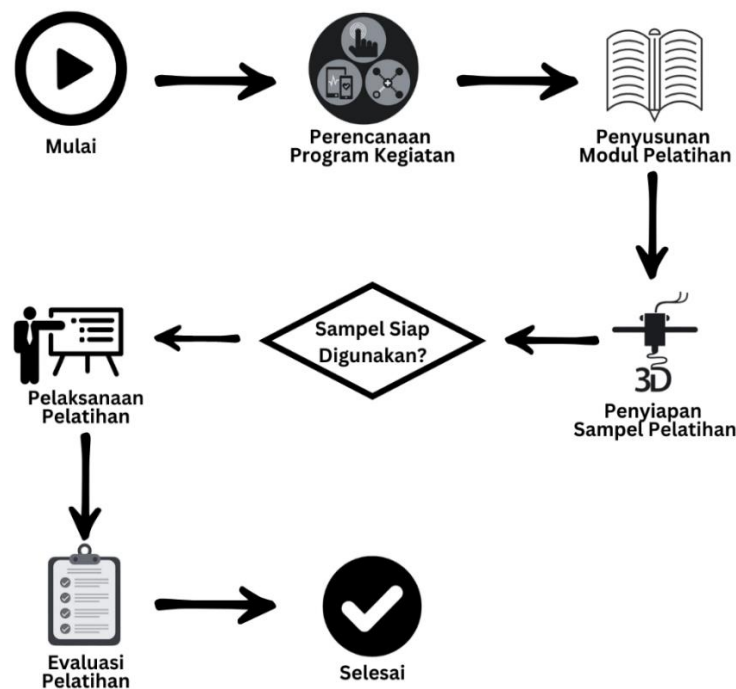 Mulai
Perencanaan
Program Kegiatan
Penyusunan
Modul Pelatihan
3D
Penyiapan
Sampel Pelatihan
Sampel Siap
Digunakan?
Pelaksanaan
Pelatihan
Evaluasi
Pelatihan
Selesai